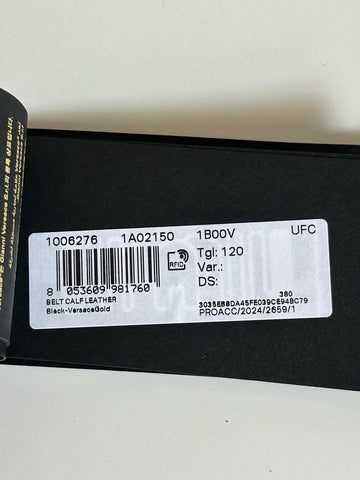 1006276 1A02150 1B00V UFC
RFID
Tgl: 120
Var.:
DS:
8 053609 981760
BELT CALF LEATHER
Black-VersaceGold
380
3035EB8DA45FE039CE948C79
PROACC/2024/2659/1